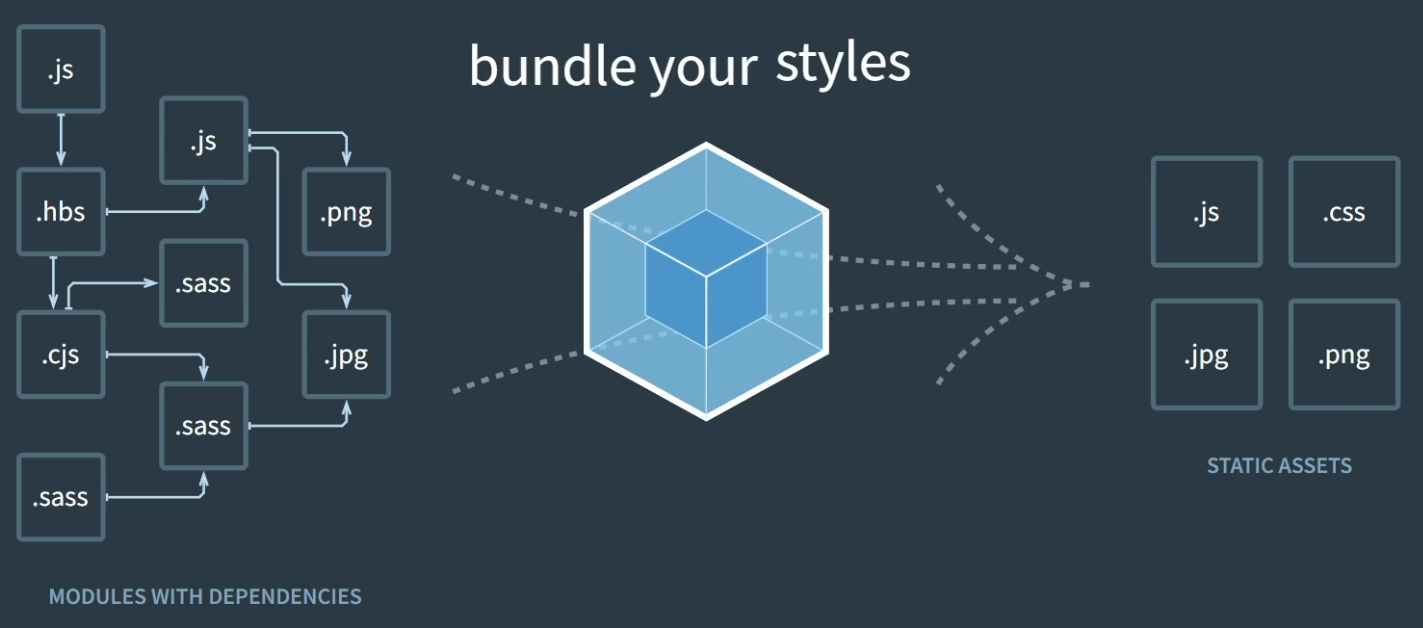 bundle your styles
.js
.js
.hbs
.png
.sass
.cjs
.jpg
.sass
.sass
MODULES WITH DEPENDENCIES
.js
.css
.jpg
.png
STATIC ASSETS